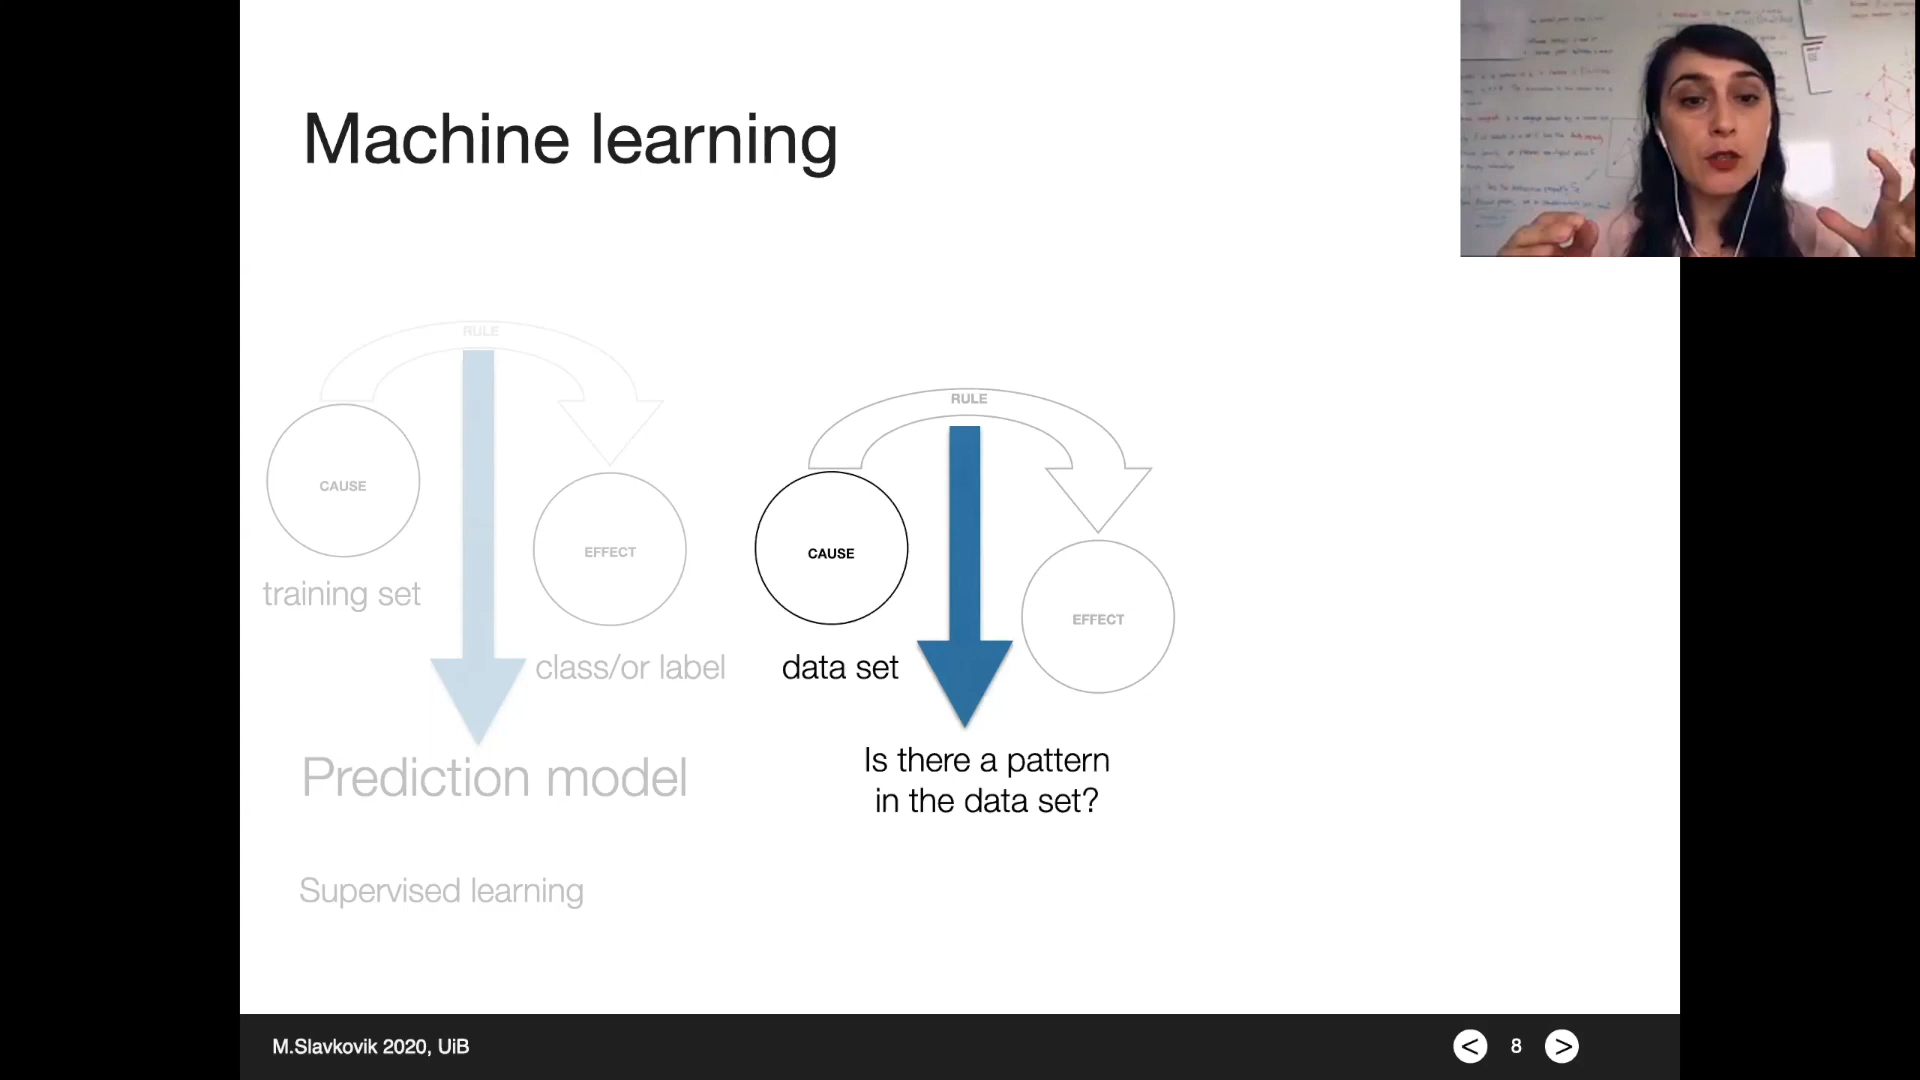 Machine learning
RULE
CAUSE
EFFECT
training set
class/or label
Prediction model
Supervised learning
RULE
CAUSE
EFFECT
data set
Is there a pattern
in the data set?
M.Slavkovik 2020, UiB
< 8 >